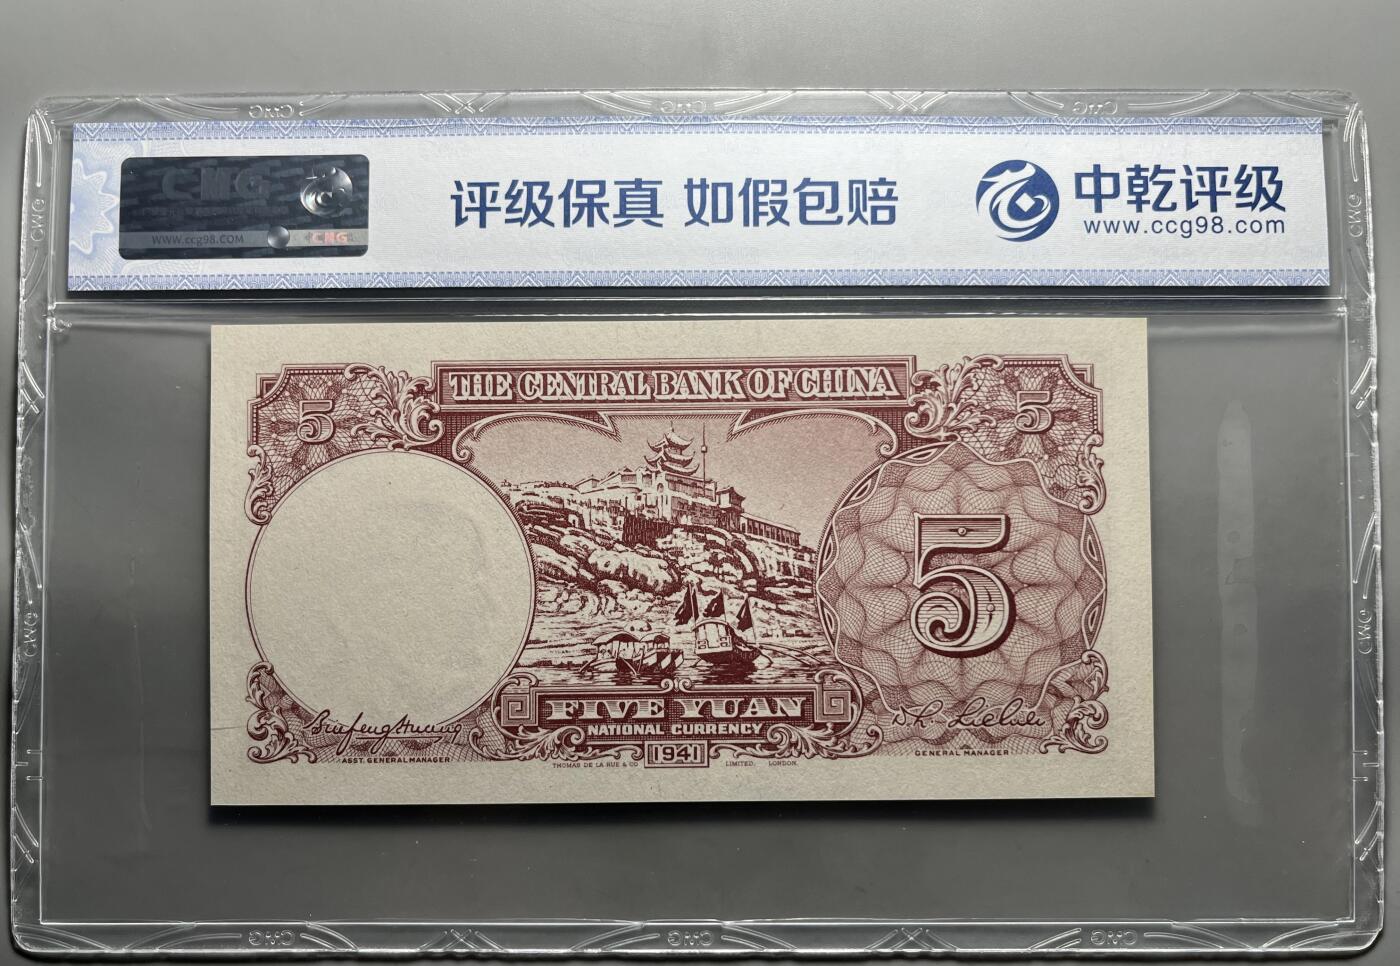 CMG
WWW.ccg98.COM
CMG
评级保真 如假包赔
中乾评级
www.ccg98.com
THE CENTRAL BANK OF CHINA
5
5
5
FIVE YUAN
NATIONAL CURRENCY
1941
ASST. GENERAL MANAGER
GENERAL MANAGER
THOMAS DE LA RUE & CO LIMITED. LONDON.